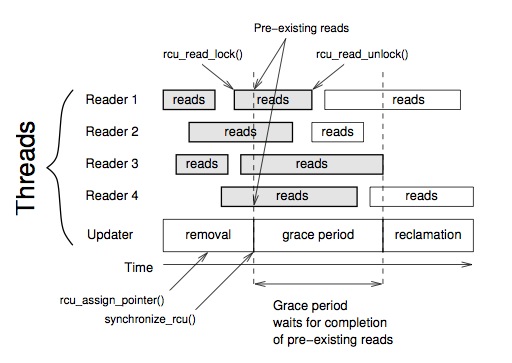 Pre−existing reads
rcu_read_lock()
rcu_read_unlock()
Threads
Reader 1
reads
reads
reads
Reader 2
reads
reads
Reader 3
reads
reads
Reader 4
reads
reads
Updater
removal
grace period
reclamation
Time
rcu_assign_pointer()
synchronize_rcu()
Grace period
waits for completion
of pre−existing reads